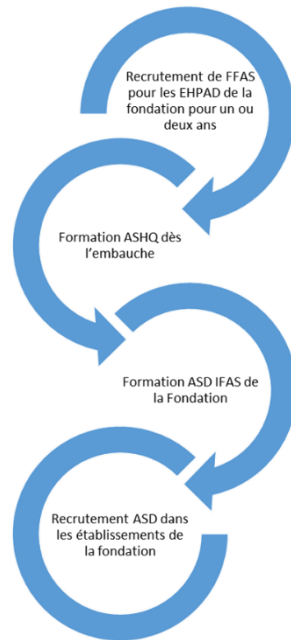 Recrutement de FFAS
pour les EHPAD de la
fondation pour un ou
deux ans
Formation ASHQ dès
l'embauche
Formation ASD IFAS de
la Fondation
Recrutement ASD dans
les établissements de
la fondation